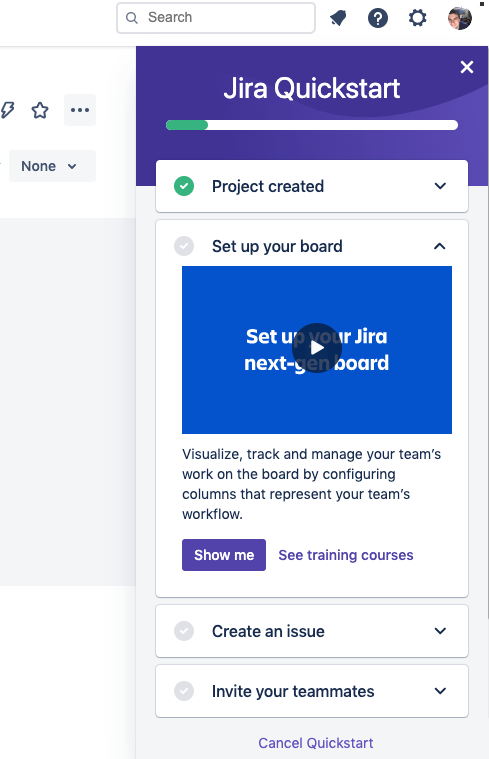 Search
Jira Quickstart
None
Project created
Set up your board
Set up your Jira
next-gen board
Visualize, track and manage your team’s
work on the board by configuring
columns that represent your team’s
workflow.
Show me
See training courses
Create an issue
Invite your teammates
Cancel Quickstart